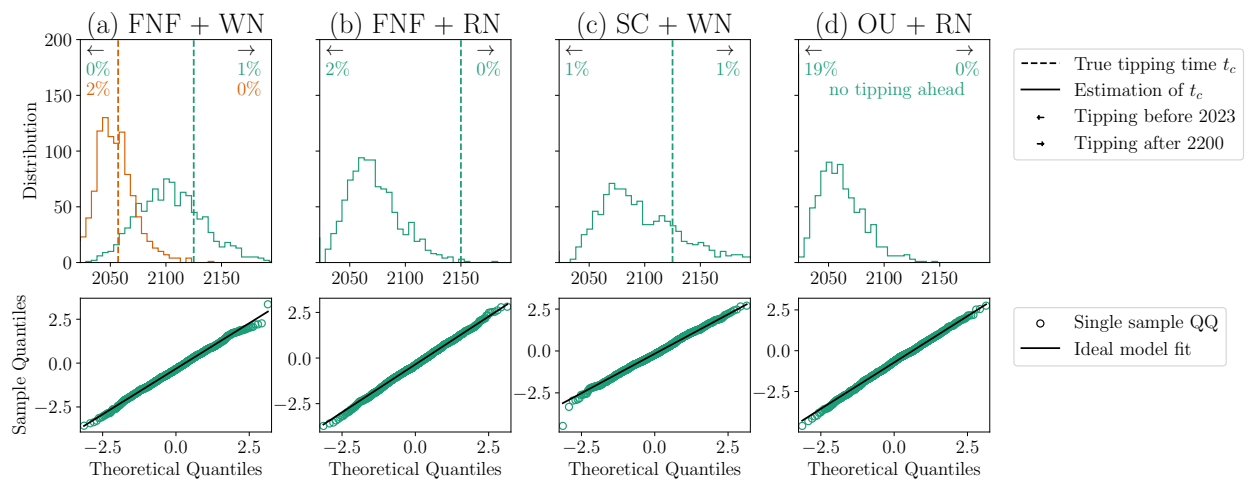 (a) FNF + WN
(b) FNF + RN
(c) SC + WN
(d) OU + RN
200
150
100
50
0
Distribution
← →
0% 1%
2% 0%
2050 2100 2150
← →
2% 0%
2050 2100 2150
← →
1% 1%
2050 2100 2150
← →
19% 0%
no tipping ahead
2050 2100 2150
True tipping time t_c
Estimation of t_c
← Tipping before 2023
→ Tipping after 2200
Sample Quantiles
2.5
0.0
−2.5
−2.5 0.0 2.5
Theoretical Quantiles
2.5
0.0
−2.5
−2.5 0.0 2.5
Theoretical Quantiles
2.5
0.0
−2.5
−2.5 0.0 2.5
Theoretical Quantiles
2.5
0.0
−2.5
−2.5 0.0 2.5
Theoretical Quantiles
Single sample QQ
Ideal model fit